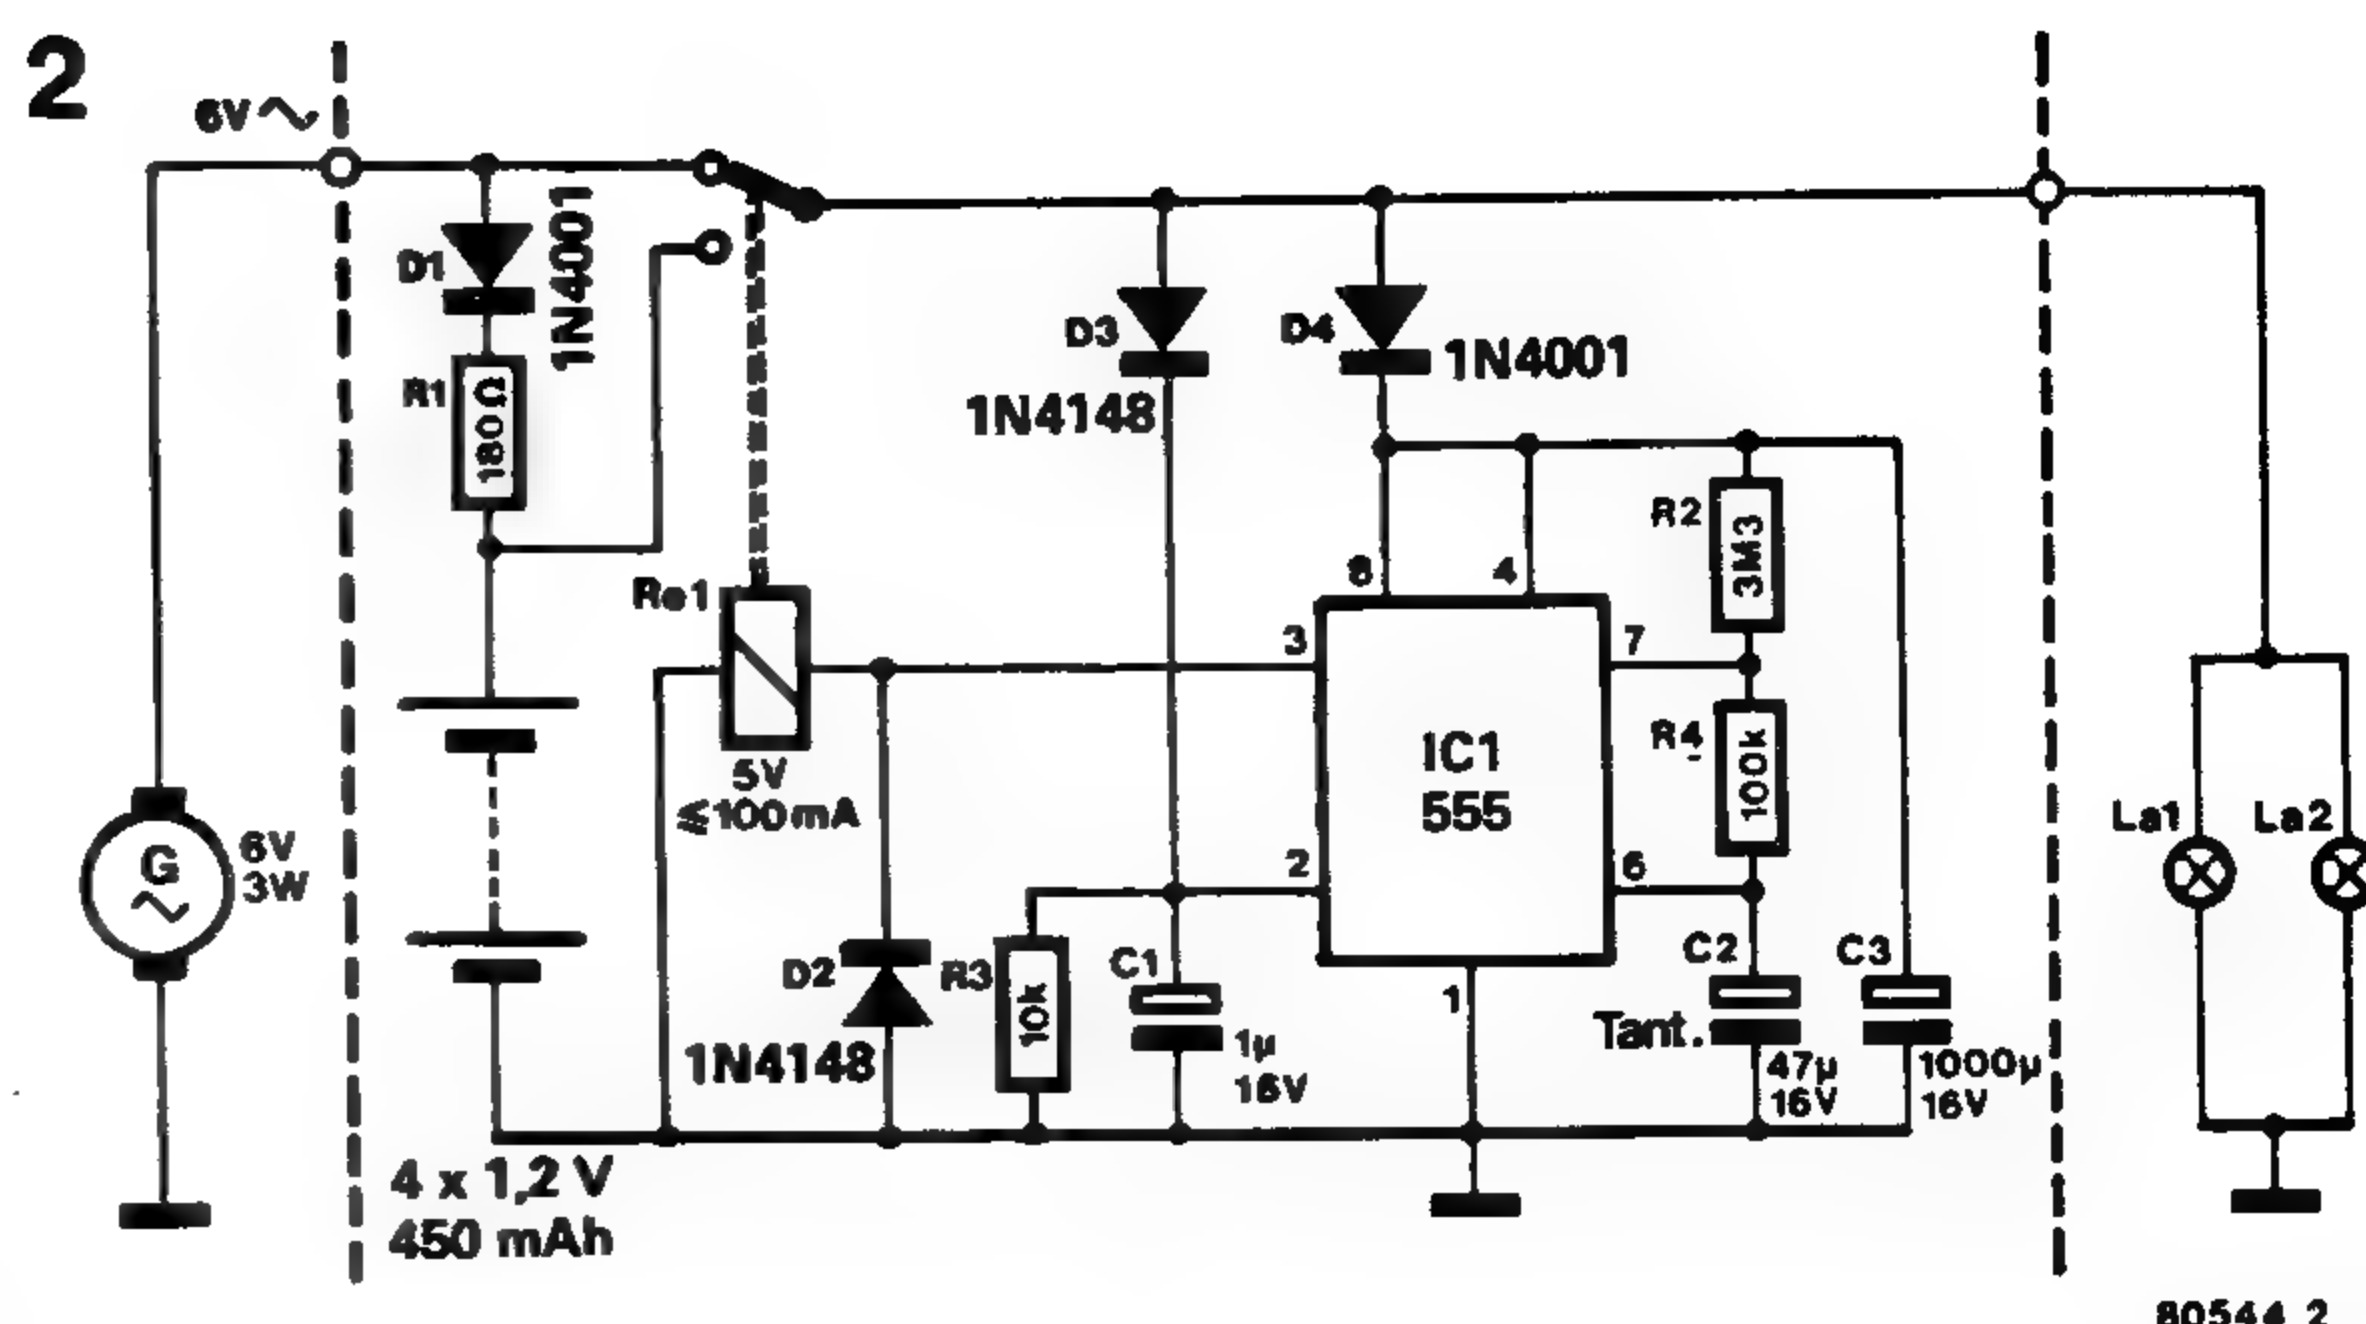 2
6V
D1
1N4001
R1
180Ω
Re1
5V
≦100mA
G
6V
3W
4 x 1,2 V
450 mAh
D3
1N4148
D4
1N4001
8
4
3
7
2
6
1
IC1
555
R2
3M3
R4
100k
D2
1N4148
R3
10k
C1
1µ
16V
C2
Tant.
47µ
16V
C3
1000µ
16V
La1
La2
80544 2